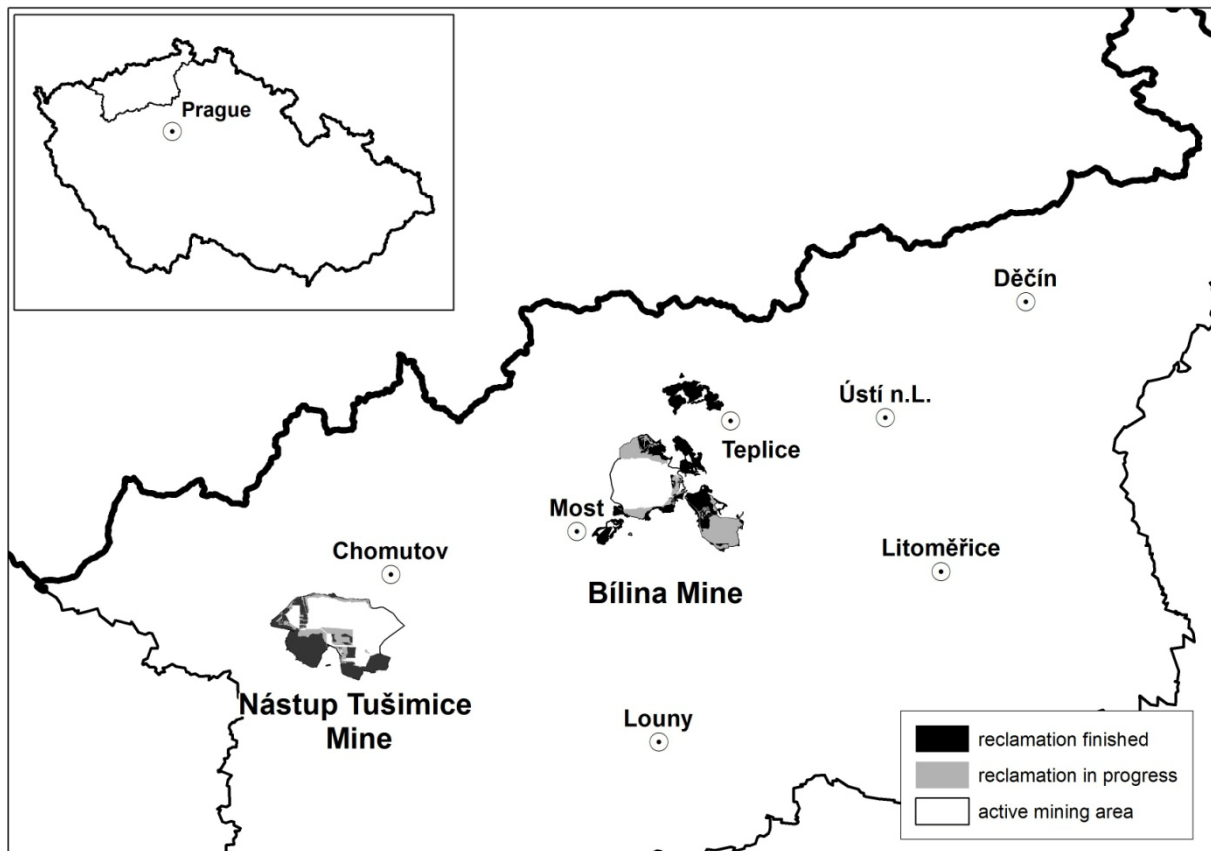 Prague
Děčín
Ústí n.L.
Teplice
Most
Litoměřice
Chomutov
Bílina Mine
Nástup Tušimice
Mine
Louny
reclamation finished
reclamation in progress
active mining area